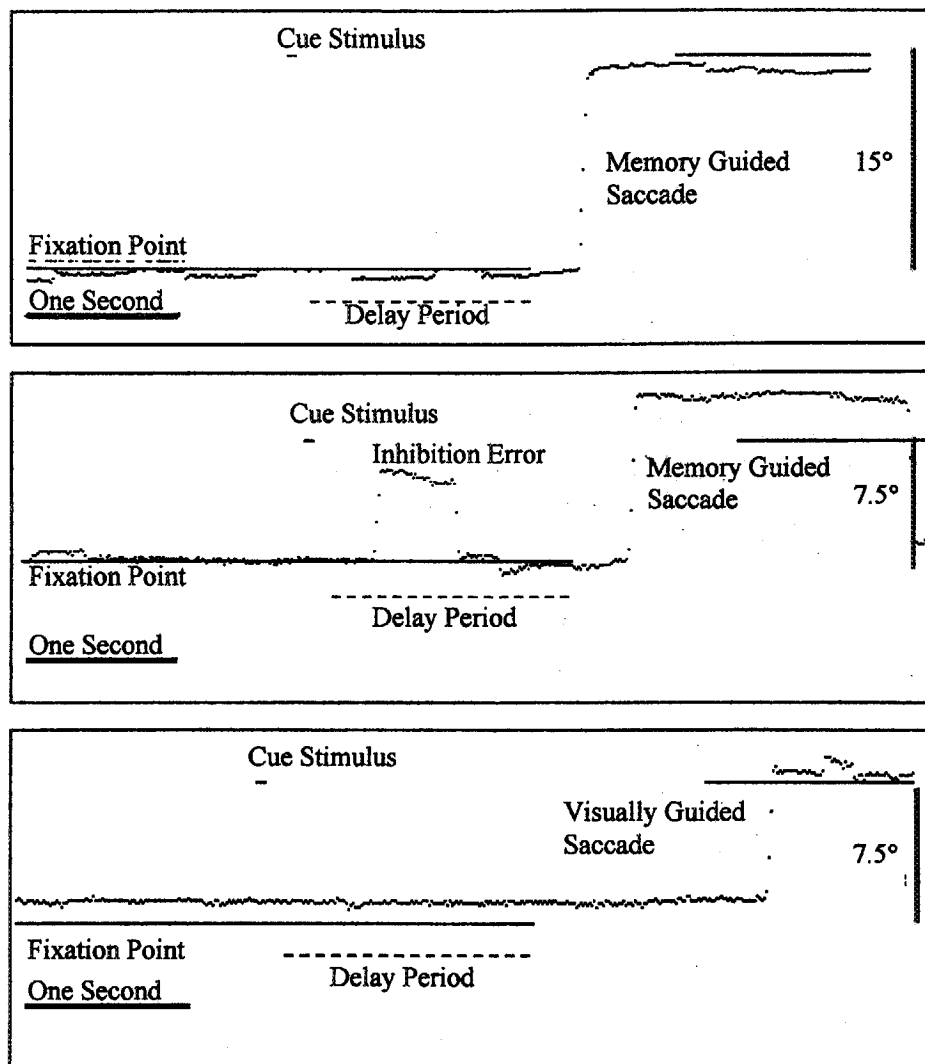 Cue Stimulus
Memory Guided
Saccade
15°
Fixation Point
One Second
Delay Period
Cue Stimulus
Inhibition Error
Memory Guided
Saccade
7.5°
Fixation Point
Delay Period
One Second
Cue Stimulus
Visually Guided
Saccade
7.5°
Fixation Point
Delay Period
One Second